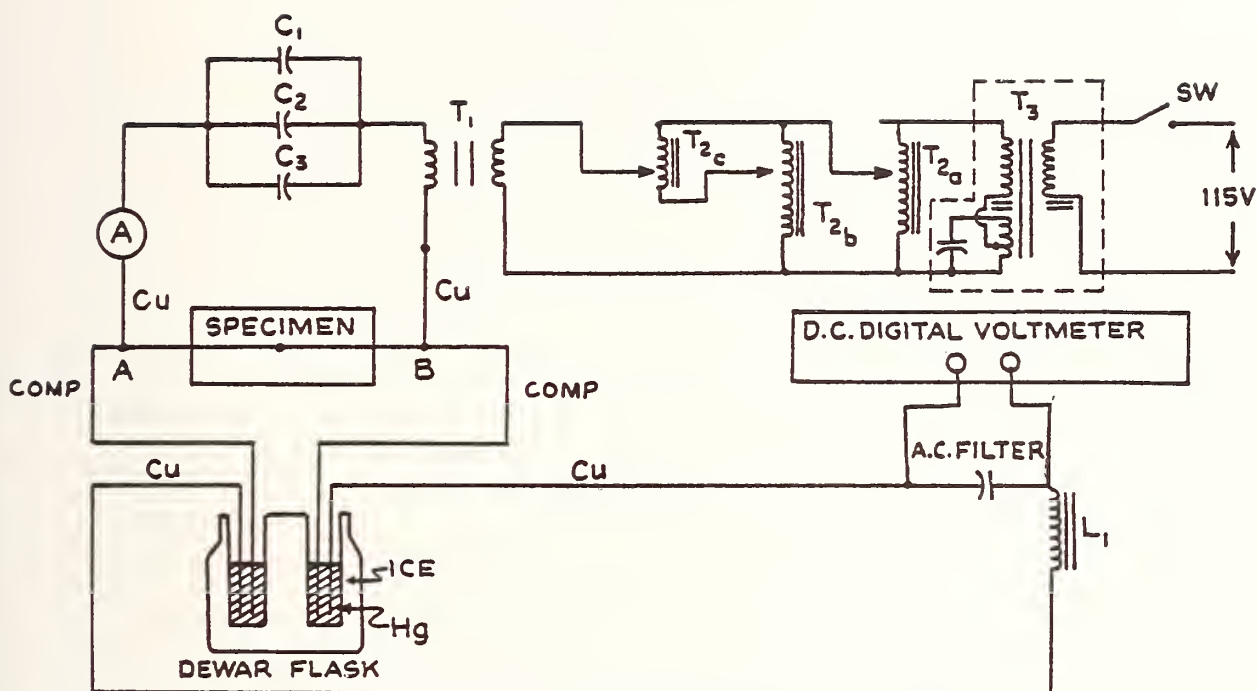 C1
C2
C3
T1
T2c
T2b
T2a
T3
SW
115V
A
Cu
Cu
SPECIMEN
A
B
COMP
COMP
D.C. DIGITAL VOLTMETER
A.C. FILTER
Cu
Cu
L1
ICE
Hg
DEWAR FLASK